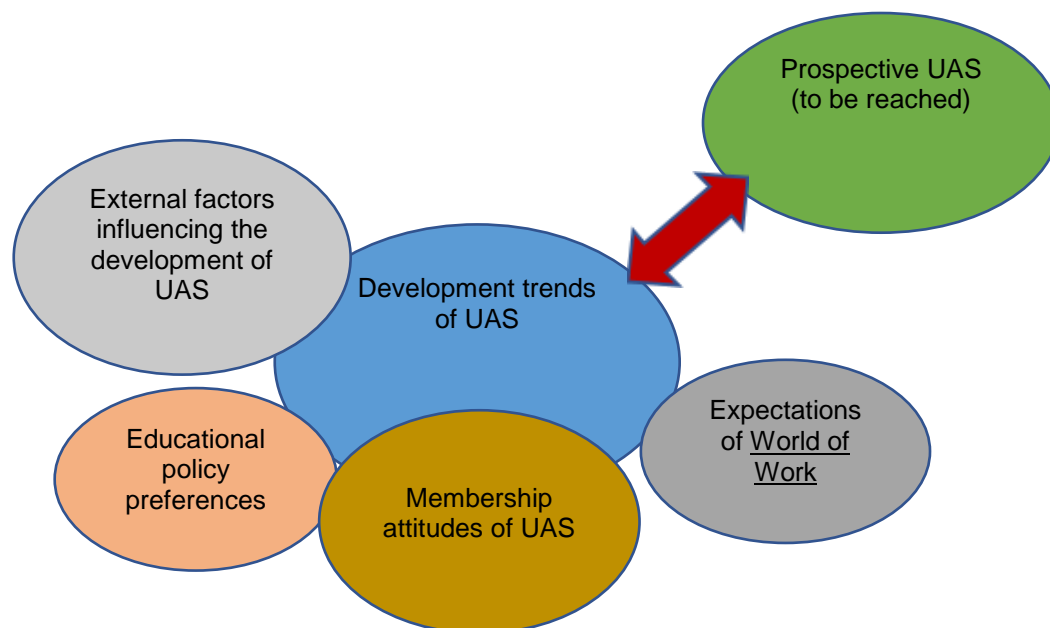 Prospective UAS
(to be reached)
External factors
influencing the
development of
UAS
Development trends
of UAS
Expectations
of World of
Work
Educational
policy
preferences
Membership
attitudes of UAS